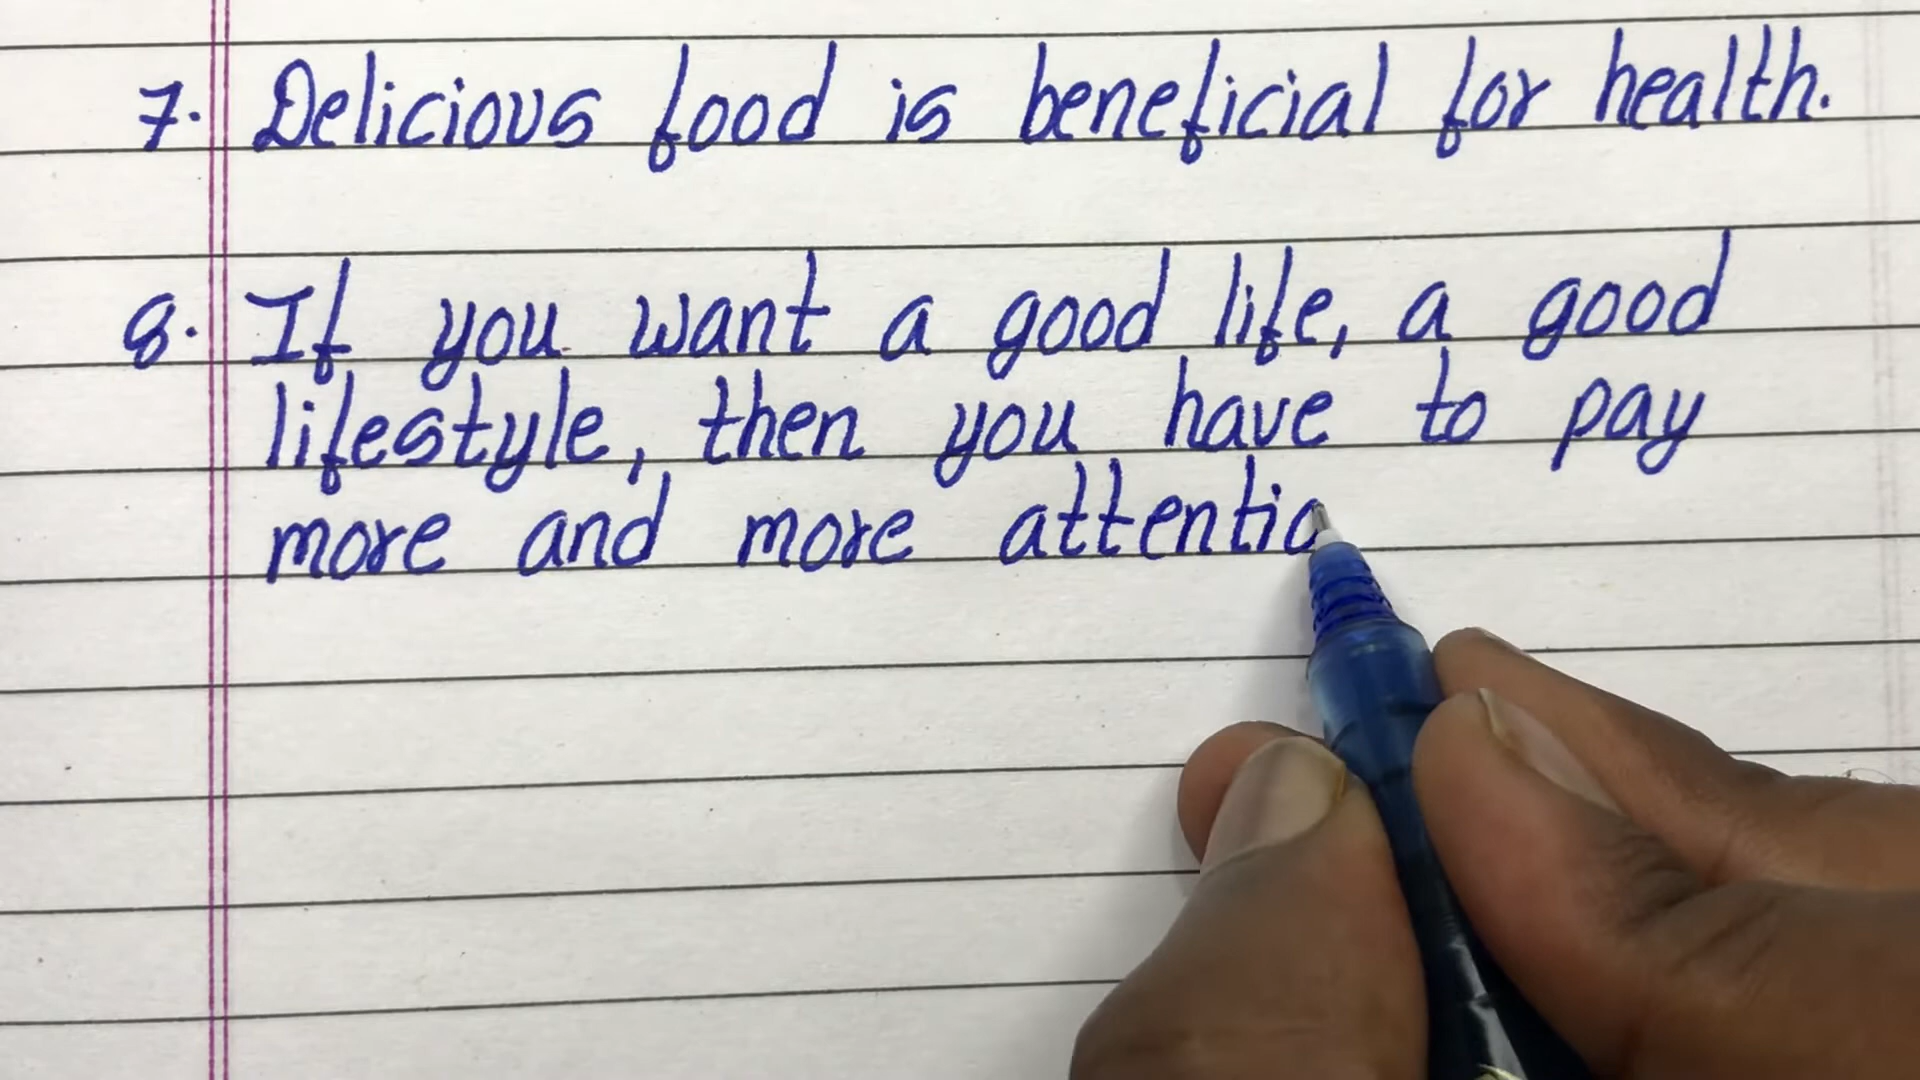 7. Delicious food is beneficial for health.
8. If you want a good life, a good
lifestyle, then you have to pay
more and more attentio